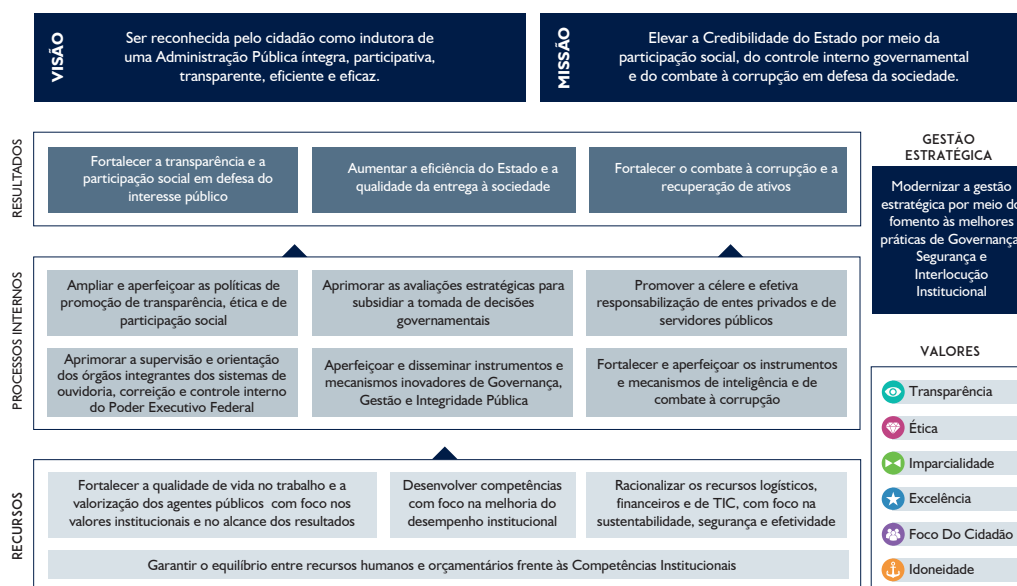 VISÃO
Ser reconhecida pelo cidadão como indutora de
uma Administração Pública íntegra, participativa,
transparente, eficiente e eficaz.
MISSÃO
Elevar a Credibilidade do Estado por meio da
participação social, do controle interno governamental
e do combate à corrupção em defesa da sociedade.
RESULTADOS
Fortalecer a transparência e a
participação social em defesa do
interesse público
Aumentar a eficiência do Estado e a
qualidade da entrega à sociedade
Fortalecer o combate à corrupção e a
recuperação de ativos
GESTÃO
ESTRATÉGICA
Modernizar a gestão
estratégica por meio do
fomento às melhores
práticas de Governança,
Segurança e
Interlocução
Institucional
PROCESSOS INTERNOS
Ampliar e aperfeiçoar as políticas de
promoção de transparência, ética e de
participação social
Aprimorar as avaliações estratégicas para
subsidiar a tomada de decisões
governamentais
Promover a célere e efetiva
responsabilização de entes privados e de
servidores públicos
Aprimorar a supervisão e orientação
dos órgãos integrantes dos sistemas de
ouvidoria, correição e controle interno
do Poder Executivo Federal
Aperfeiçoar e disseminar instrumentos e
mecanismos inovadores de Governança,
Gestão e Integridade Pública
Fortalecer e aperfeiçoar os instrumentos
e mecanismos de inteligência e de
combate à corrupção
VALORES
Transparência
Ética
Imparcialidade
Excelência
Foco Do Cidadão
Idoneidade
RECURSOS
Fortalecer a qualidade de vida no trabalho e a
valorização dos agentes públicos com foco nos
valores institucionais e no alcance dos resultados
Desenvolver competências
com foco na melhoria do
desempenho institucional
Racionalizar os recursos logísticos,
financeiros e de TIC, com foco na
sustentabilidade, segurança e efetividade
Garantir o equilíbrio entre recursos humanos e orçamentários frente às Competências Institucionais